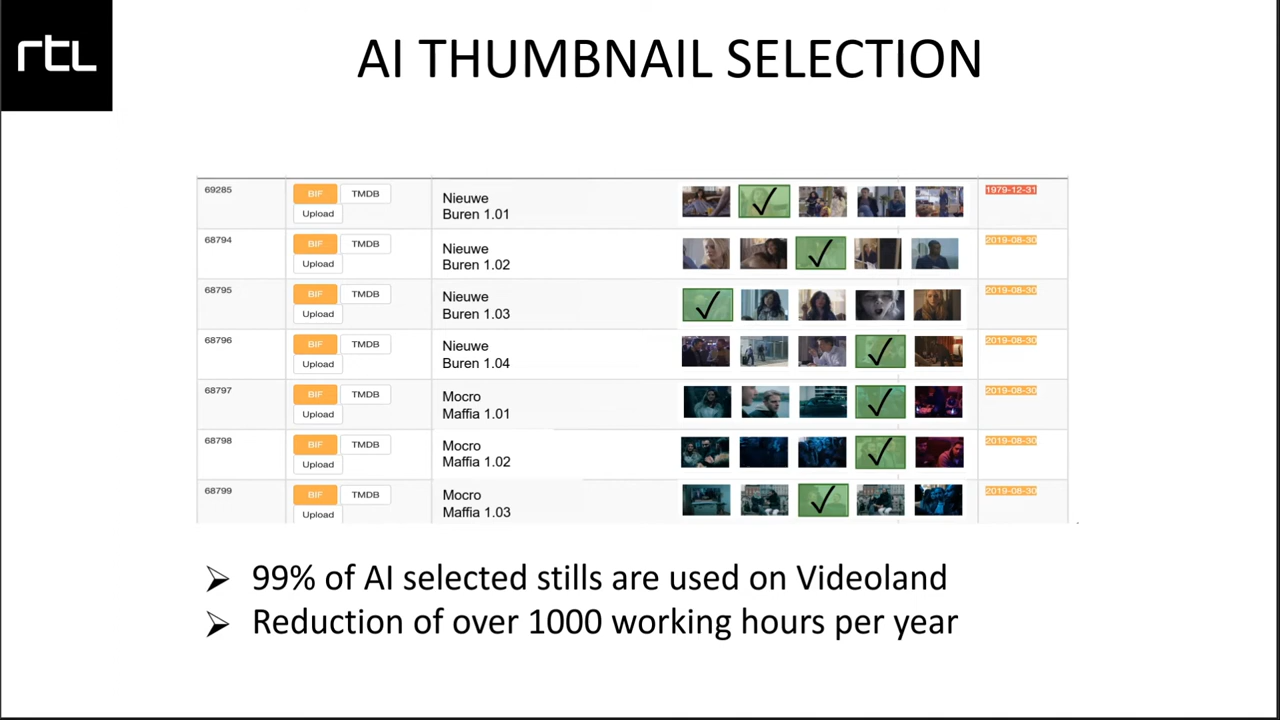 rtl
AI THUMBNAIL SELECTION
69285
BIF
TMDB
Upload
Nieuwe
Buren 1.01
1979-12-31
68794
BIF
TMDB
Upload
Nieuwe
Buren 1.02
2019-08-30
68795
BIF
TMDB
Upload
Nieuwe
Buren 1.03
2019-08-30
68796
BIF
TMDB
Upload
Nieuwe
Buren 1.04
2019-08-30
68797
BIF
TMDB
Upload
Mocro
Maffia 1.01
2019-08-30
68798
BIF
TMDB
Upload
Mocro
Maffia 1.02
2019-08-30
68799
BIF
TMDB
Upload
Mocro
Maffia 1.03
2019-08-30
➢ 99% of AI selected stills are used on Videoland
➢ Reduction of over 1000 working hours per year